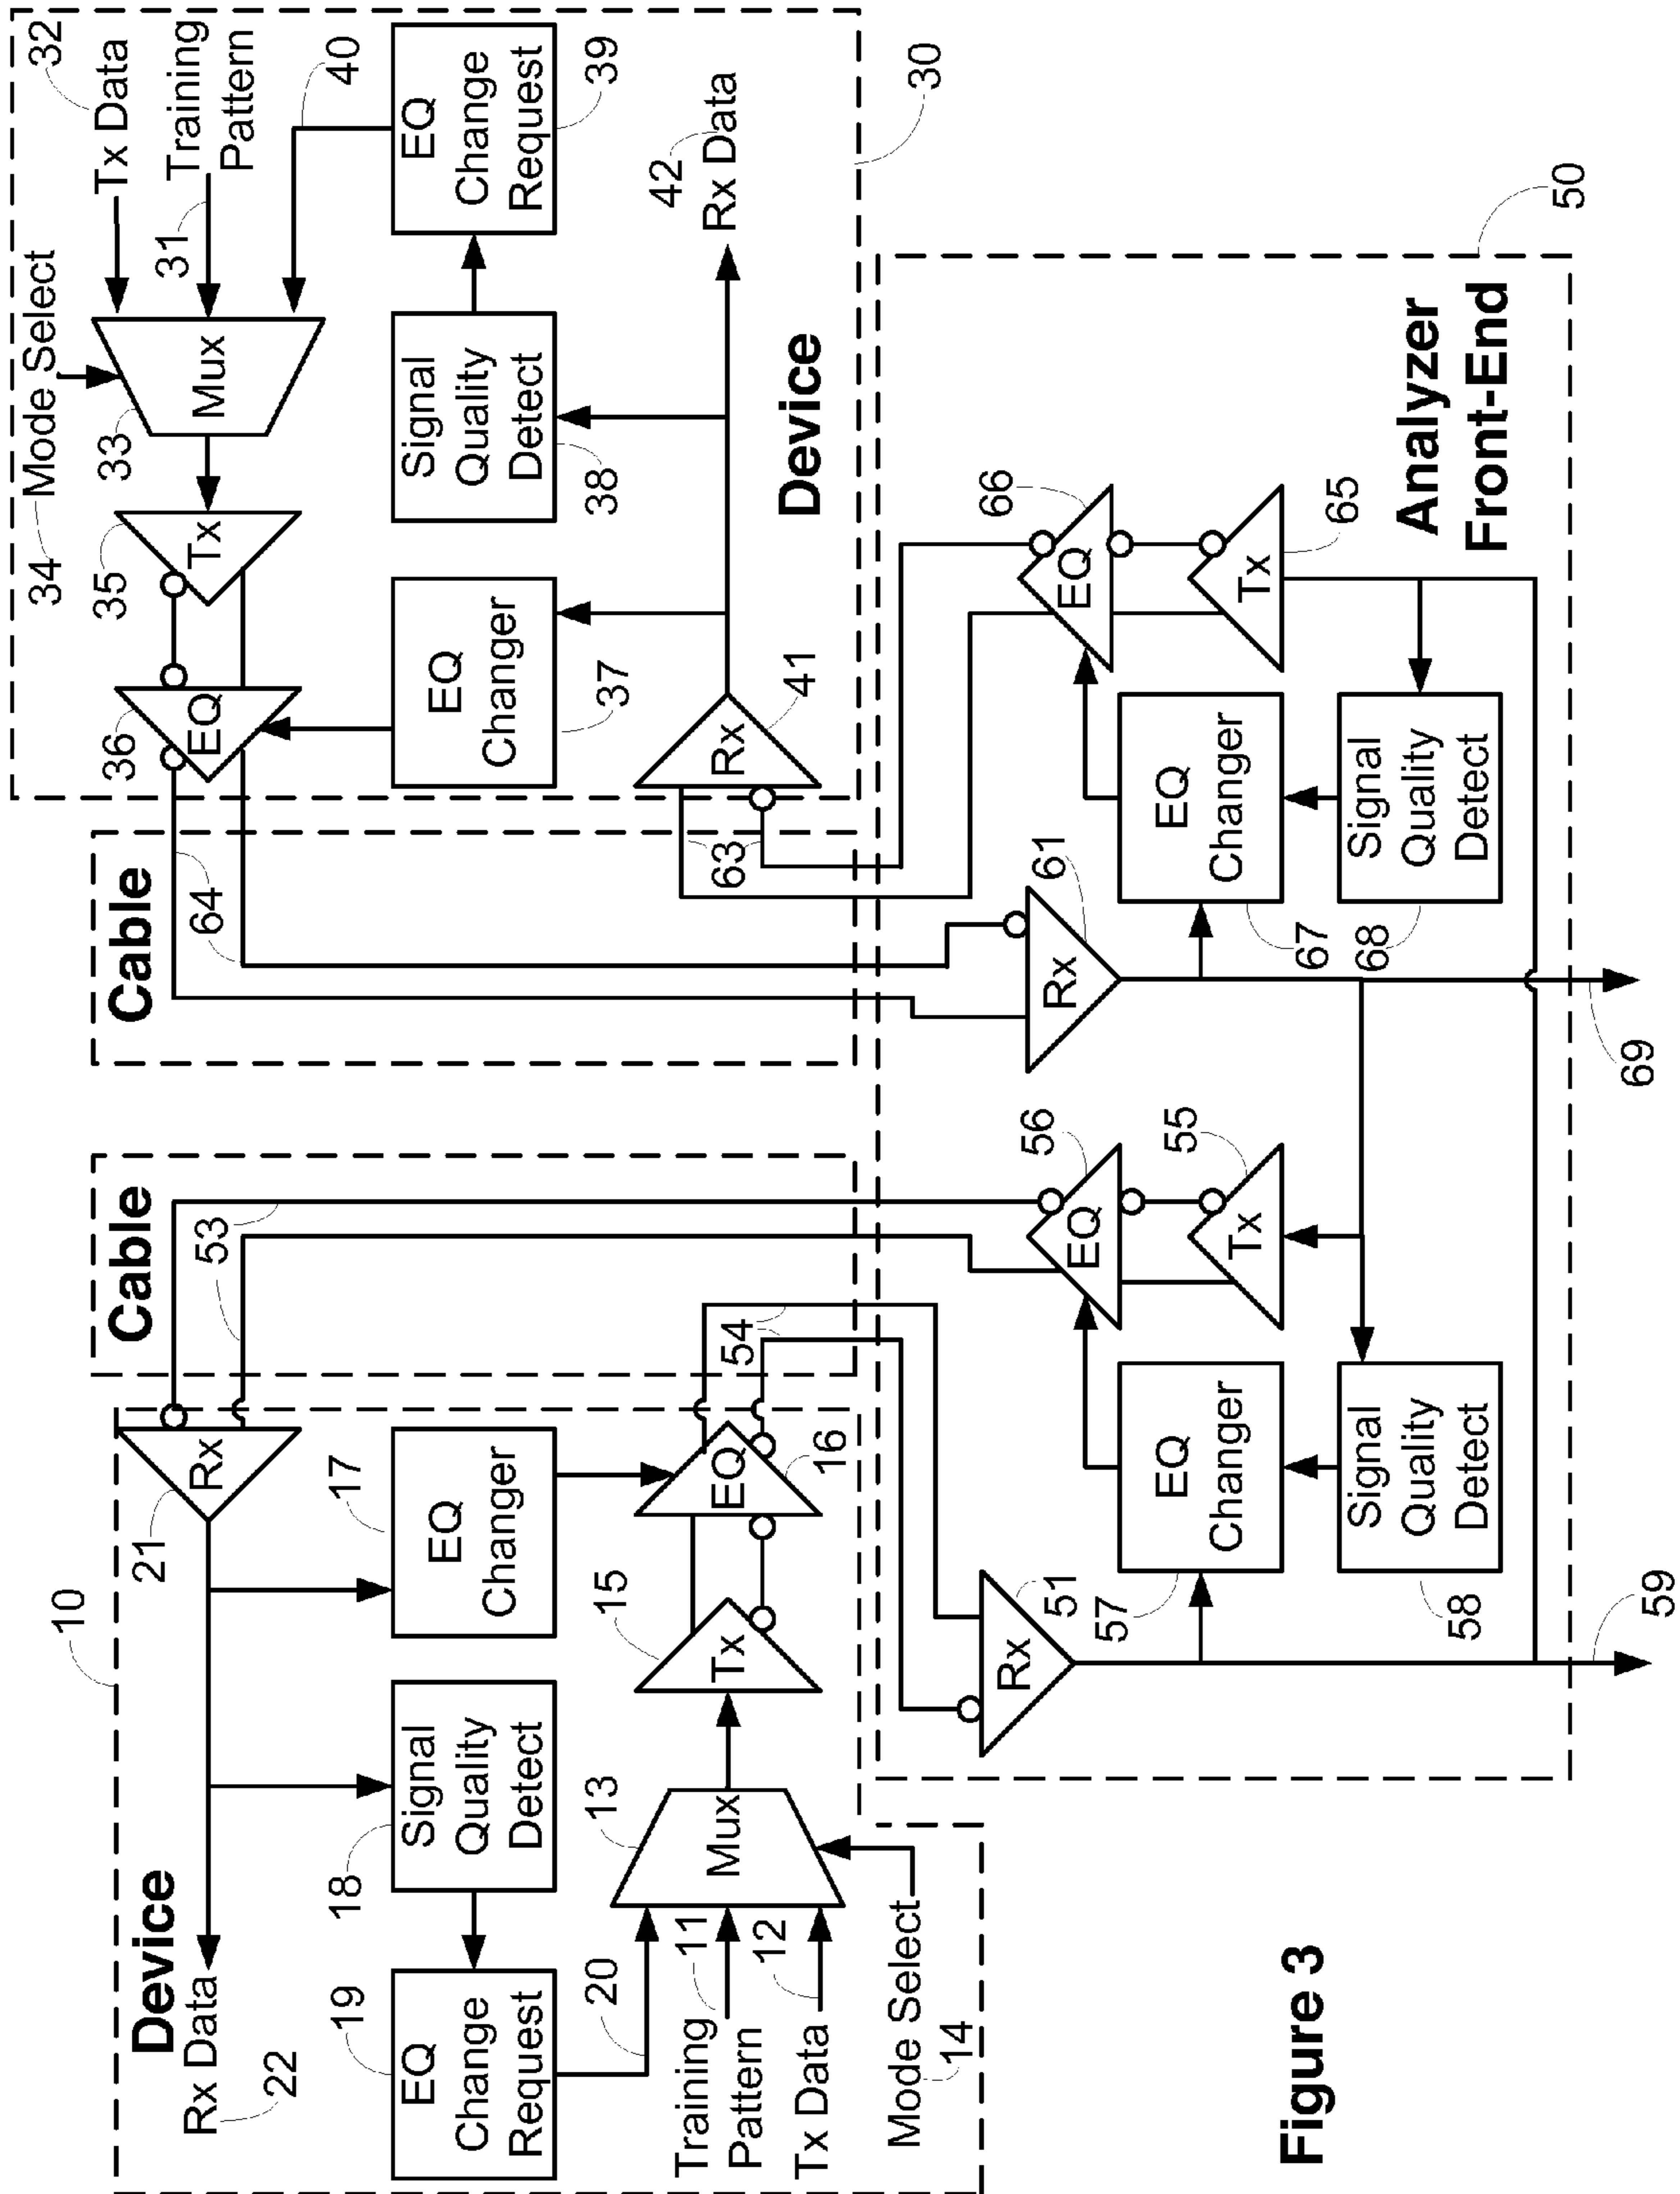 Device
10
Rx Data
22
21
Rx
19
EQ
Change
Request
18
Signal
Quality
Detect
17
EQ
Changer
20
Training
Pattern
11
Tx Data
12
Mode Select
14
13
Mux
15
Tx
EQ
16
Cable
53
54
Cable
64
63
34
Mode Select
32
Tx Data
31
Training
Pattern
33
Mux
35
Tx
36
EQ
40
EQ
Changer
37
Signal
Quality
Detect
38
EQ
Change
Request
39
Rx
41
42
Rx Data
Device
30
Rx
51
EQ
Changer
57
Signal
Quality
Detect
58
EQ
56
Tx
55
59
Rx
61
EQ
Changer
67
Signal
Quality
Detect
68
EQ
66
Tx
65
69
Analyzer
Front-End
50
Figure 3